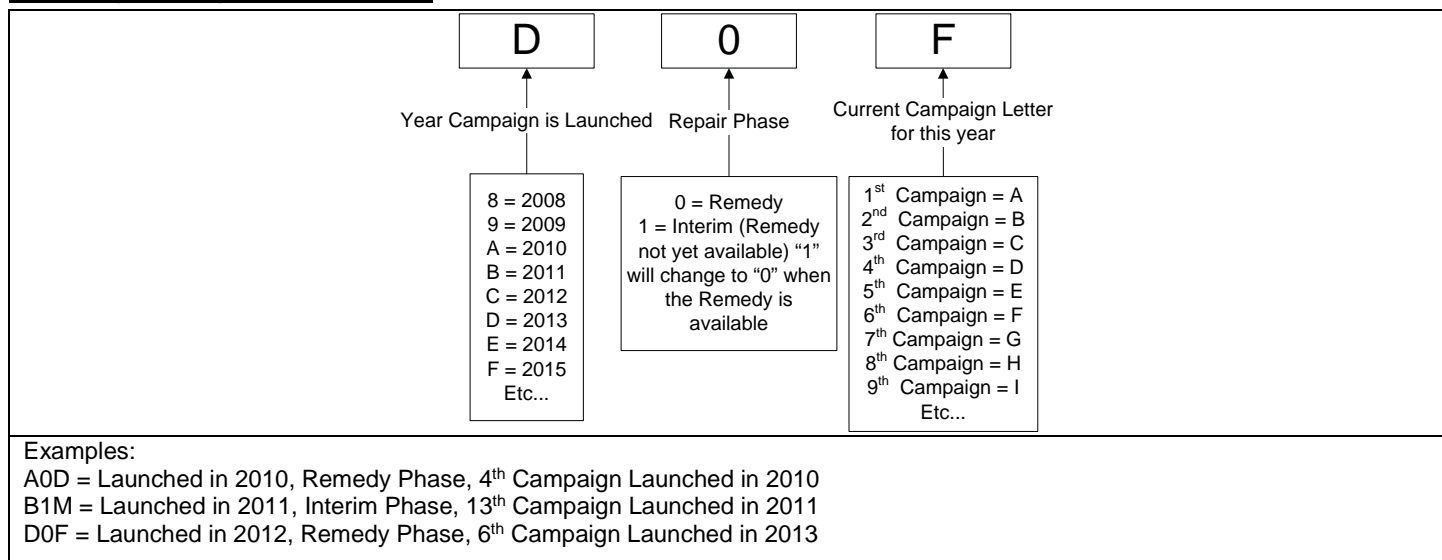 D 0 F
Year Campaign is Launched
Repair Phase
Current Campaign Letter
for this year
8 = 2008
9 = 2009
A = 2010
B = 2011
C = 2012
D = 2013
E = 2014
F = 2015
Etc...
0 = Remedy
1 = Interim (Remedy
not yet available) “1”
will change to “0” when
the Remedy is
available
1st Campaign = A
2nd Campaign = B
3rd Campaign = C
4th Campaign = D
5th Campaign = E
6th Campaign = F
7th Campaign = G
8th Campaign = H
9th Campaign = I
Etc...
Examples:
A0D = Launched in 2010, Remedy Phase, 4th Campaign Launched in 2010
B1M = Launched in 2011, Interim Phase, 13th Campaign Launched in 2011
D0F = Launched in 2012, Remedy Phase, 6th Campaign Launched in 2013